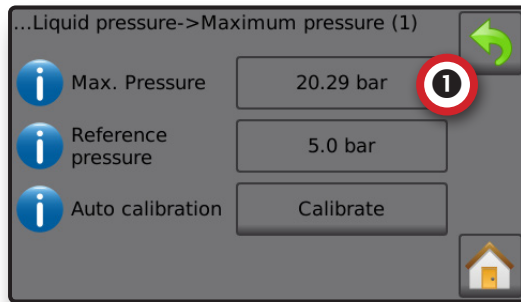 ...Liquid pressure->Maximum pressure (1)
Max. Pressure
20.29 bar
1
Reference
pressure
5.0 bar
Auto calibration
Calibrate